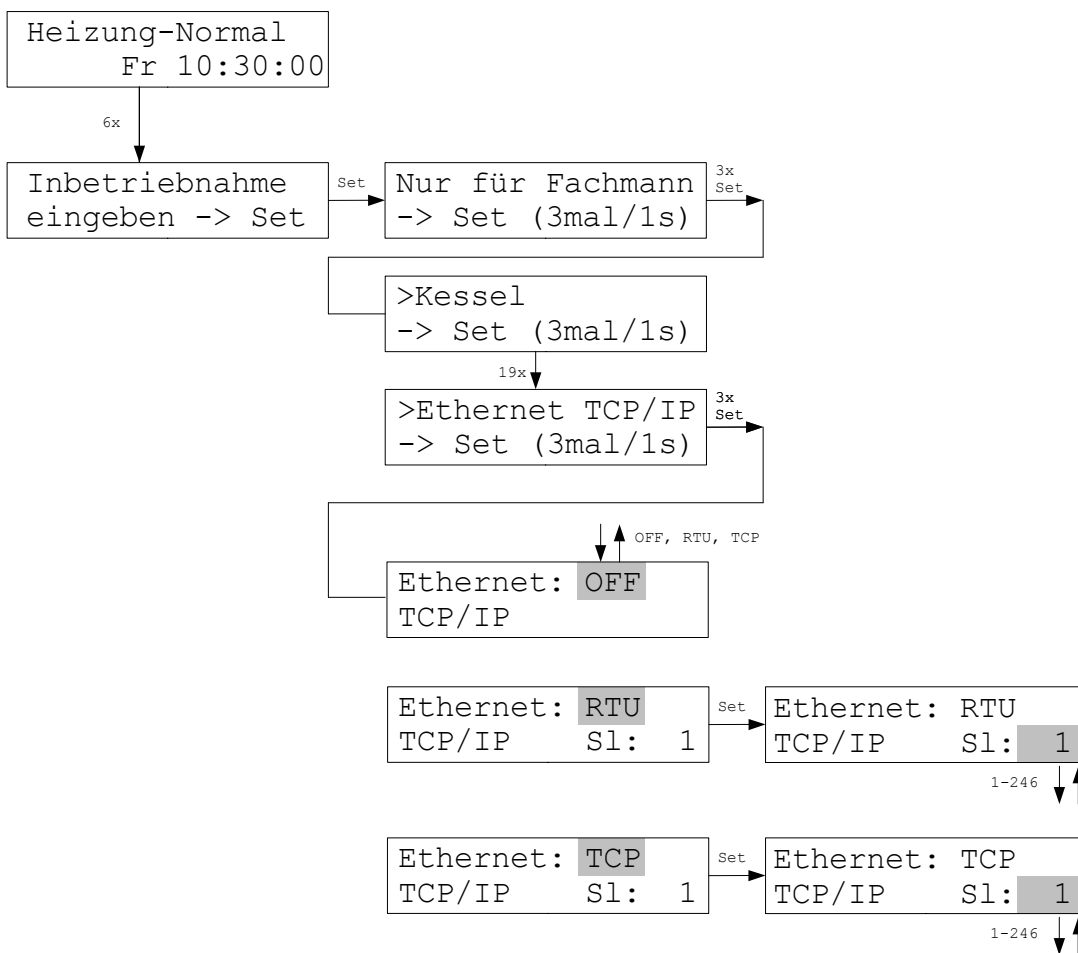 Heizung-Normal
Fr 10:30:00
6x
Inbetriebnahme
eingeben -> Set
Set
Nur für Fachmann
-> Set (3mal/1s)
3x
Set
>Kessel
-> Set (3mal/1s)
19x
>Ethernet TCP/IP
-> Set (3mal/1s)
3x
Set
OFF, RTU, TCP
Ethernet: OFF
TCP/IP
Ethernet: RTU
TCP/IP Sl: 1
Set
Ethernet: RTU
TCP/IP Sl: 1
1-246
Ethernet: TCP
TCP/IP Sl: 1
Set
Ethernet: TCP
TCP/IP Sl: 1
1-246